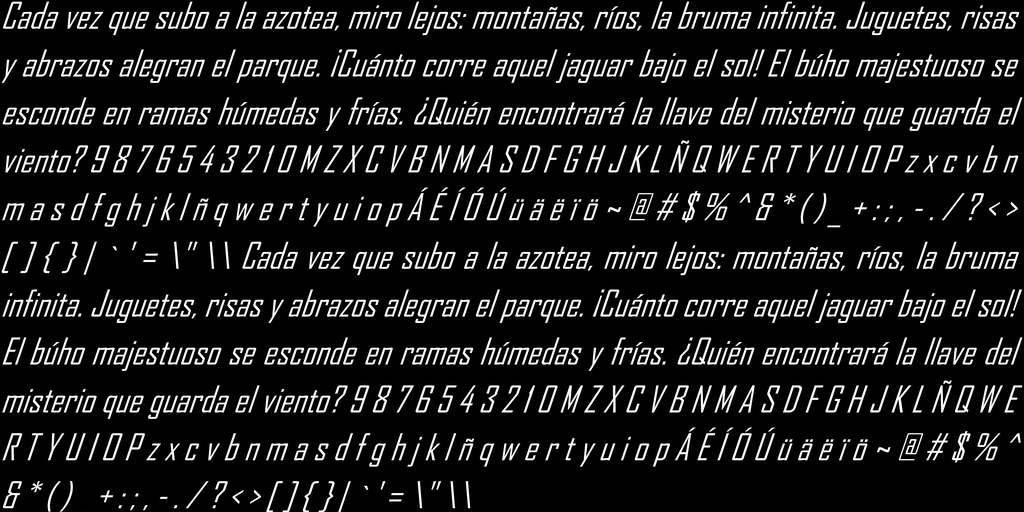 Cada vez que subo a la azotea, miro lejos: montañas, ríos, la bruma infinita. Juguetes, risas
y abrazos alegran el parque. ¡Cuánto corre aquel jaguar bajo el sol! El búho majestuoso se
esconde en ramas húmedas y frías. ¿Quién encontrará la llave del misterio que guarda el
viento? 9 8 7 6 5 4 3 2 1 0 M Z X C V B N M A S D F G H J K L Ñ Q W E R T Y U I O P z x c v b n
m a s d f g h j k l ñ q w e r t y u i o p Á É Í Ó Ú ü ä ë ï ö ~ @ # $ % ^ & * ( ) _ + : ; , - . / ? < >
[ ] { } | ` ' = \ " \ \ Cada vez que subo a la azotea, miro lejos: montañas, ríos, la bruma
infinita. Juguetes, risas y abrazos alegran el parque. ¡Cuánto corre aquel jaguar bajo el sol!
El búho majestuoso se esconde en ramas húmedas y frías. ¿Quién encontrará la llave del
misterio que guarda el viento? 9 8 7 6 5 4 3 2 1 0 M Z X C V B N M A S D F G H J K L Ñ Q W E
R T Y U I O P z x c v b n m a s d f g h j k l ñ q w e r t y u i o p Á É Í Ó Ú ü ä ë ï ö ~ @ # $ % ^
& * ( ) + : ; , - . / ? < > [ ] { } | ` ' = \ " \ \